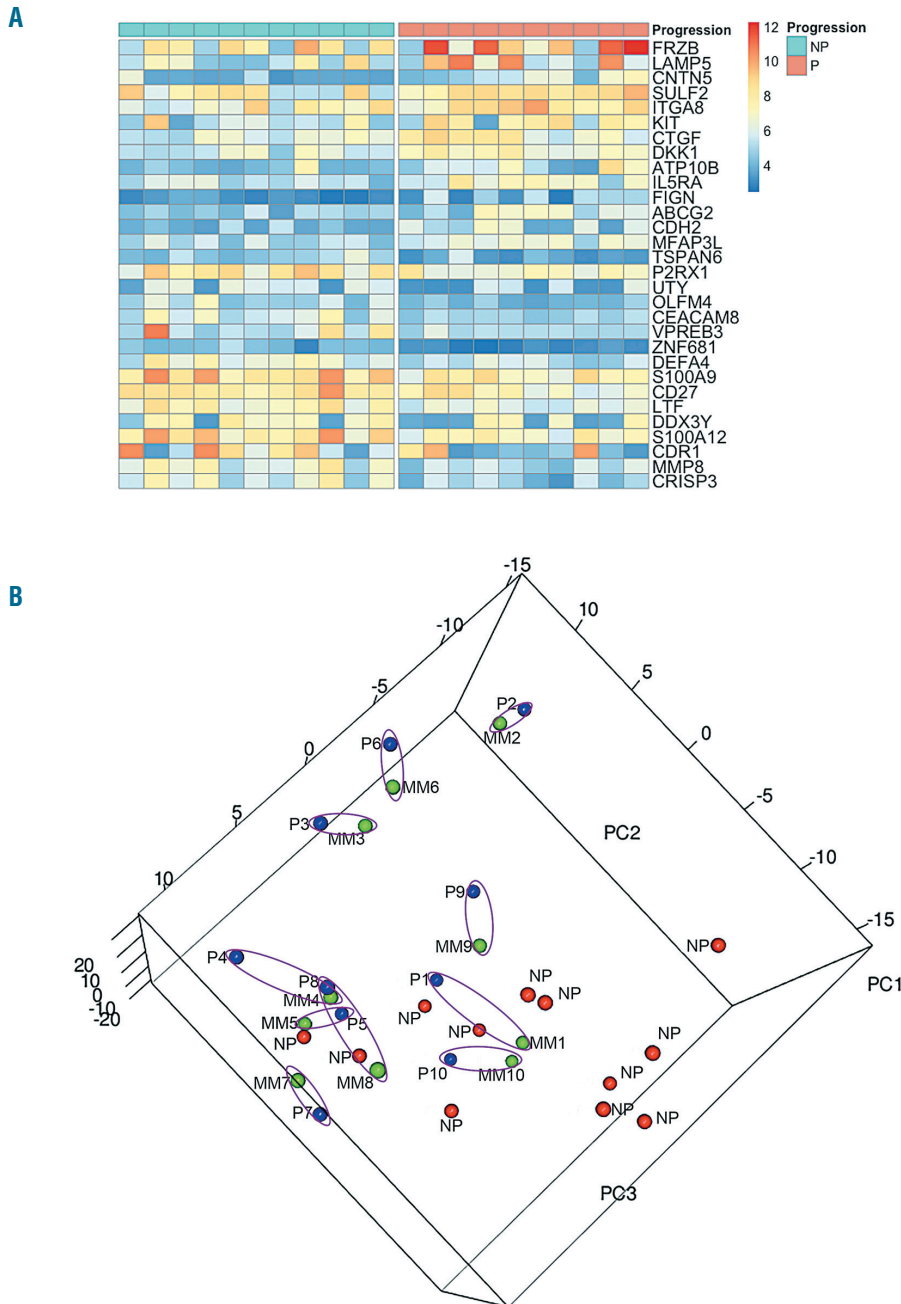 A
Progression
FRZB
LAMP5
CNTN5
SULF2
ITGA8
KIT
CTGF
DKK1
ATP10B
IL5RA
FIGN
ABCG2
CDH2
MFAP3L
TSPAN6
P2RX1
UTY
OLFM4
CEACAM8
VPREB3
ZNF681
DEFA4
S100A9
CD27
LTF
DDX3Y
S100A12
CDR1
MMP8
CRISP3
12
10
8
6
4
Progression
NP
P
B
-15
-10
-5
0
5
10
10
5
0
-5
-10
-15
20
10
0
-10
-20
PC2
PC1
PC3
P2
MM2
P6
MM6
P3
MM3
P9
MM9
P4
P8
MM4
MM5
P5
NP
NP
MM8
MM7
P7
P1
NP
NP
MM1
P10
MM10
NP
NP
NP
NP
NP
NP
NP
NP